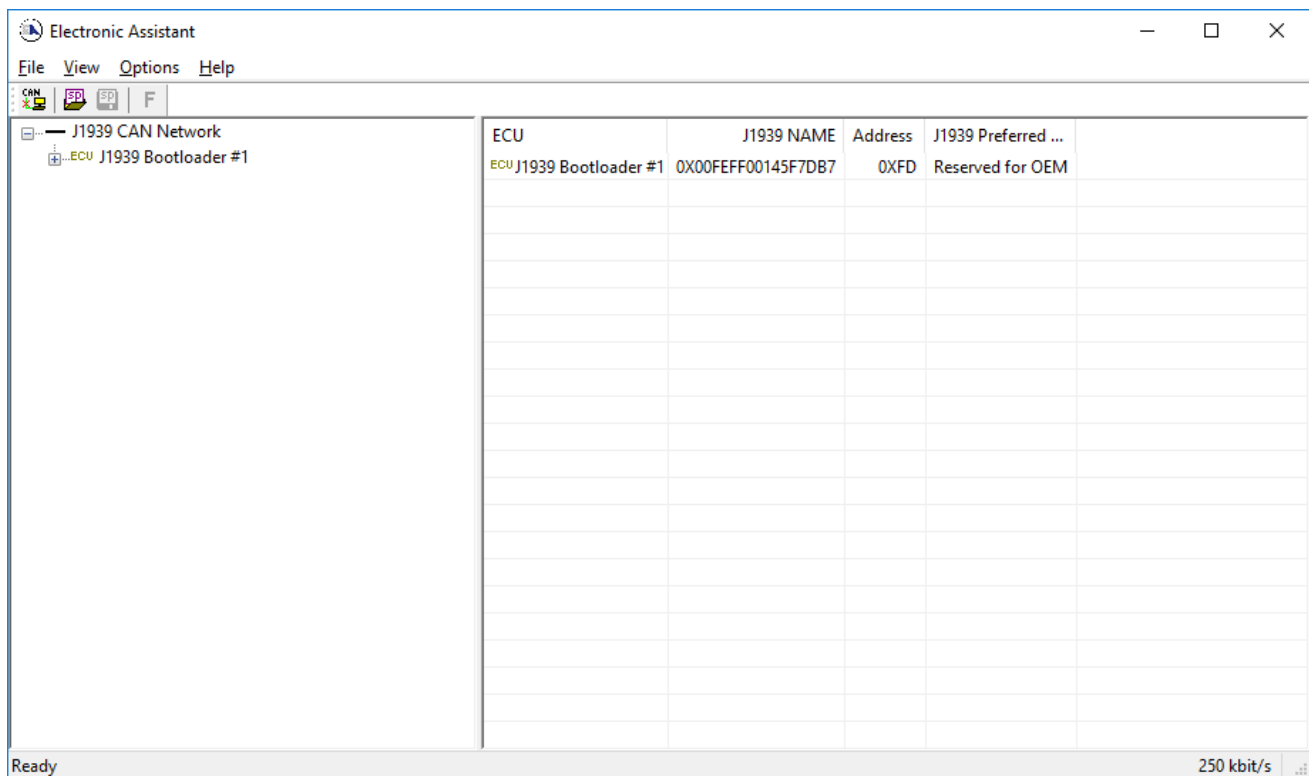 Electronic Assistant
File View Options Help
CAN SP SP F
J1939 CAN Network
ECU J1939 Bootloader #1
ECU J1939 NAME Address J1939 Preferred ...
ECU J1939 Bootloader #1 0X00FEFF00145F7DB7 0XFD Reserved for OEM
Ready 250 kbit/s